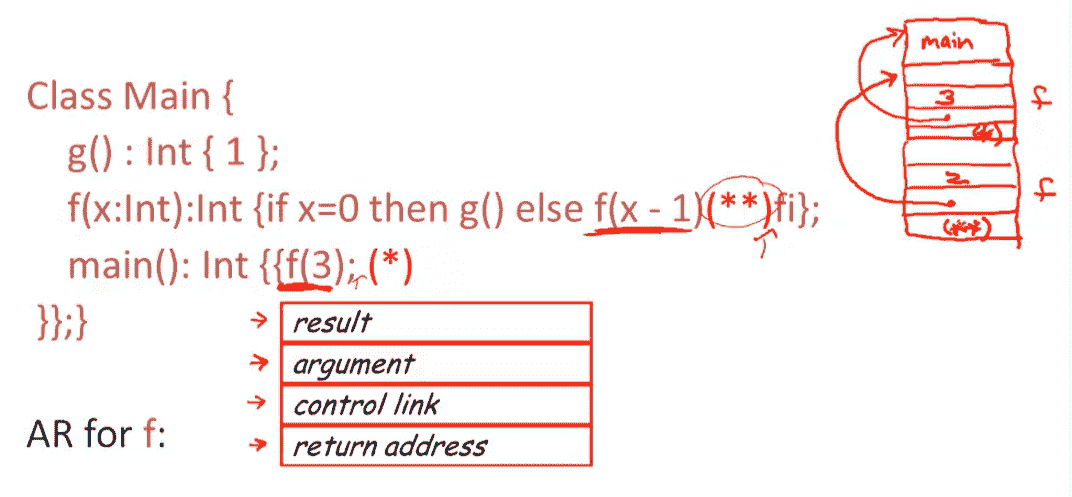 Class Main {
g() : Int { 1 };
f(x:Int):Int {if x=0 then g() else f(x - 1)(**)fi};
main(): Int {{f(3); (*)
}};}
AR for f:
result
argument
control link
return address
main
3
f
(*)
2
f
(**)